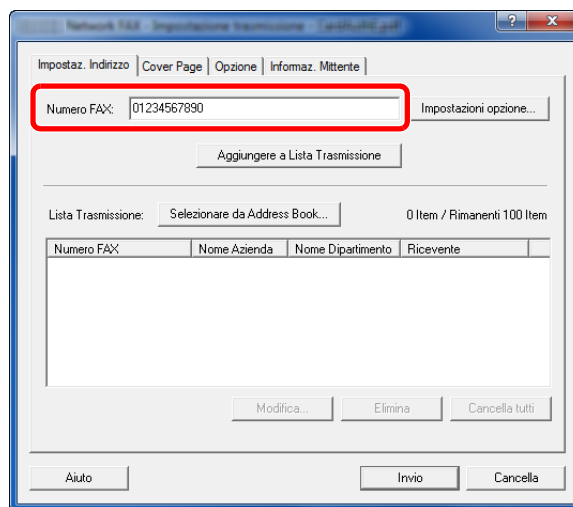 Network FAX - Impostazione trasmissione -
Impostaz. Indirizzo Cover Page Opzione Informaz. Mittente
Numero FAX: 01234567890 Impostazioni opzione...
Aggiungere a Lista Trasmissione
Lista Trasmissione: Selezionare da Address Book... 0 Item / Rimanenti 100 Item
Numero FAX Nome Azienda Nome Dipartimento Ricevente
Modifica... Elimina Cancella tutti
Aiuto Invio Cancella